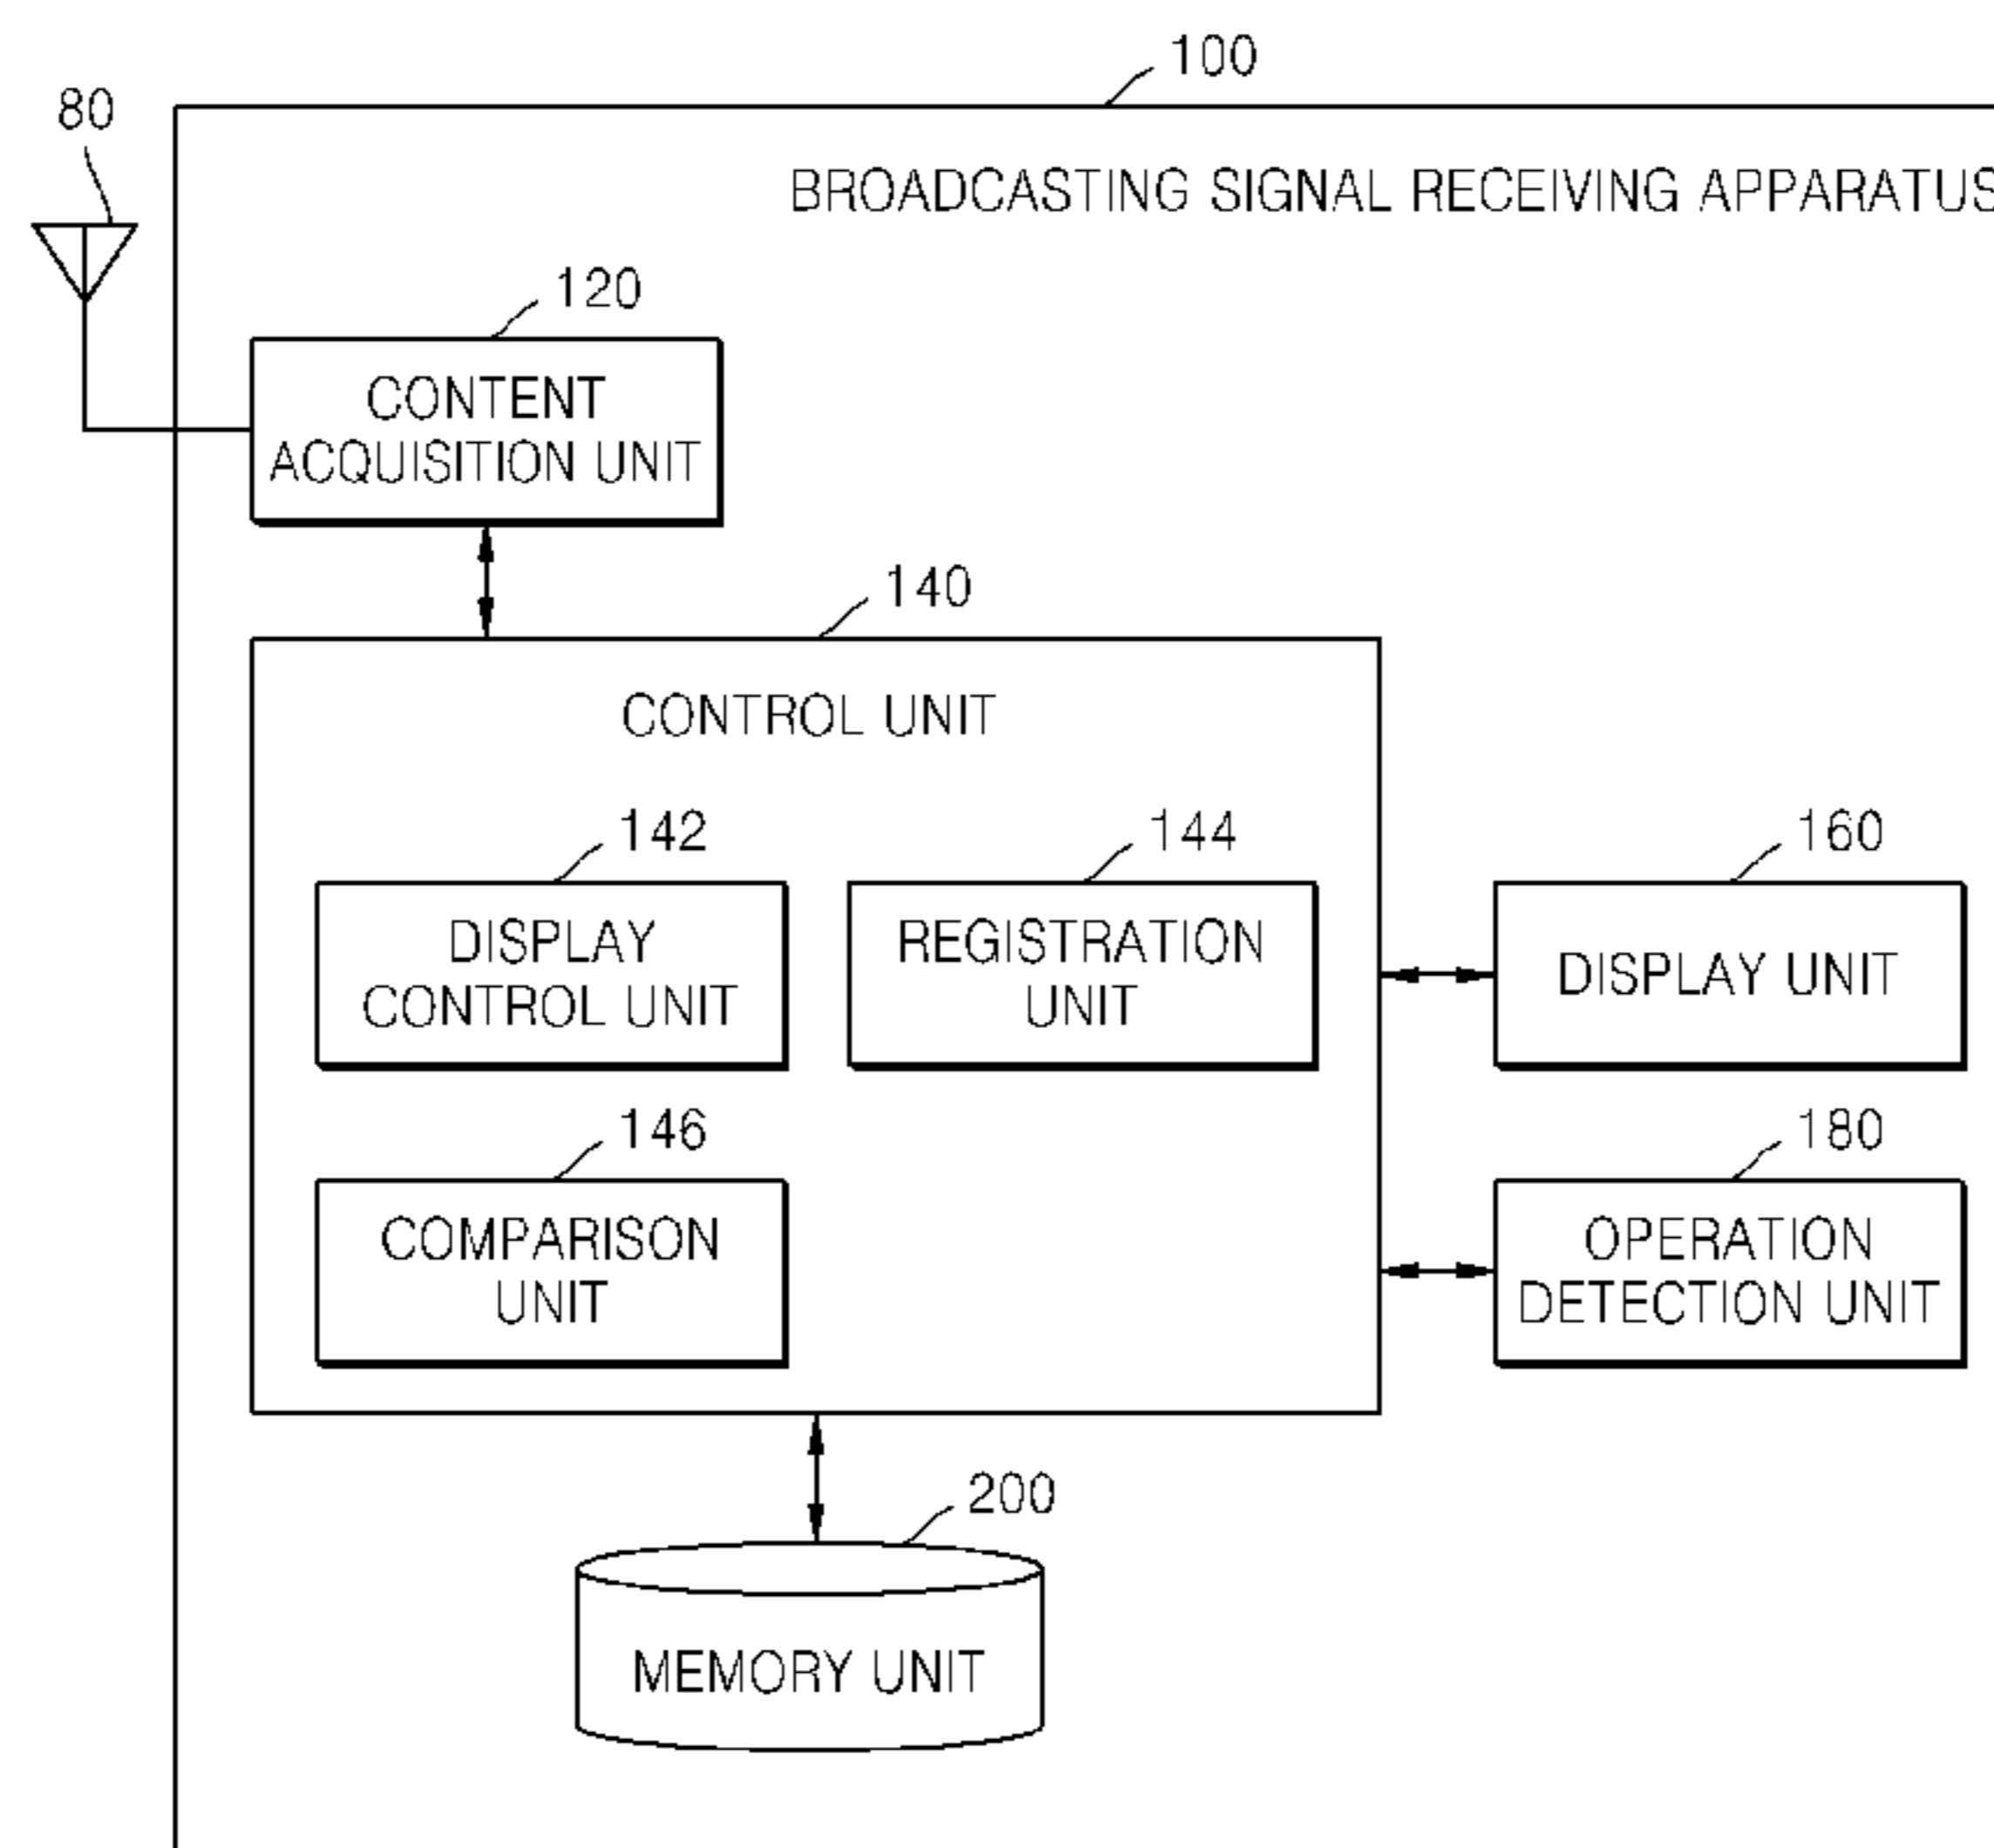 100
80
BROADCASTING SIGNAL RECEIVING APPARATUS
120
CONTENT
ACQUISITION UNIT
140
CONTROL UNIT
142
144
160
DISPLAY
CONTROL UNIT
REGISTRATION
UNIT
DISPLAY UNIT
146
180
COMPARISON
UNIT
OPERATION
DETECTION UNIT
200
MEMORY UNIT